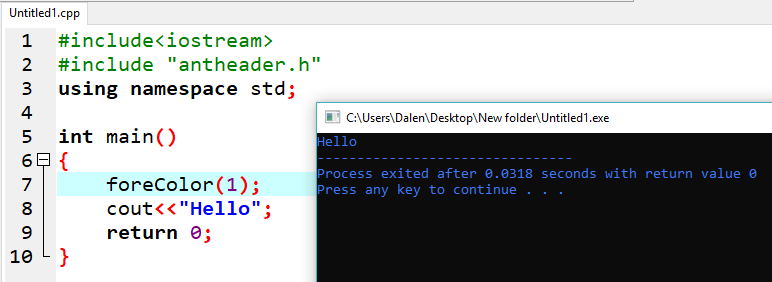 Untitled1.cpp
1 #include<iostream>
2 #include "antheader.h"
3 using namespace std;
4
5 int main()
6 {
7 foreColor(1);
8 cout<<"Hello";
9 return 0;
10 }
C:\Users\Dalen\Desktop\New folder\Untitled1.exe
Hello
--------------------------------
Process exited after 0.0318 seconds with return value 0
Press any key to continue . . .